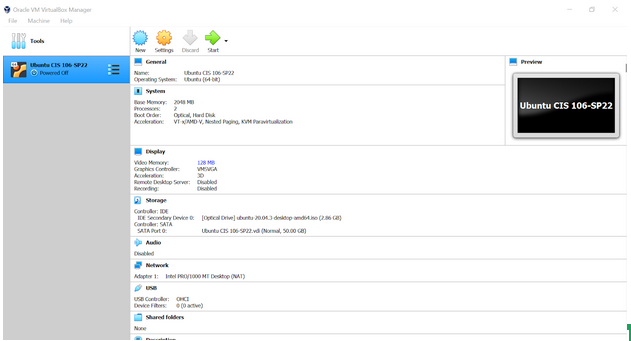 Oracle VM VirtualBox Manager
File Machine Help
Tools
New Settings Discard Start
Ubuntu CIS 106-SP22
Powered Off
General
Name: Ubuntu CIS 106-SP22
Operating System: Ubuntu (64-bit)
Preview
Ubuntu CIS 106-SP22
System
Base Memory: 2048 MB
Processors: 2
Boot Order: Optical, Hard Disk
Acceleration: VT-x/AMD-V, Nested Paging, KVM Paravirtualization
Display
Video Memory: 128 MB
Graphics Controller: VMSVGA
Acceleration: 3D
Remote Desktop Server: Disabled
Recording: Disabled
Storage
Controller: IDE
IDE Secondary Device 0: [Optical Drive] ubuntu-20.04.3-desktop-amd64.iso (2.86 GB)
Controller: SATA
SATA Port 0: Ubuntu CIS 106-SP22.vdi (Normal, 50.00 GB)
Audio
Disabled
Network
Adapter 1: Intel PRO/1000 MT Desktop (NAT)
USB
USB Controller: OHCI
Device Filters: 0 (0 active)
Shared folders
None
Description